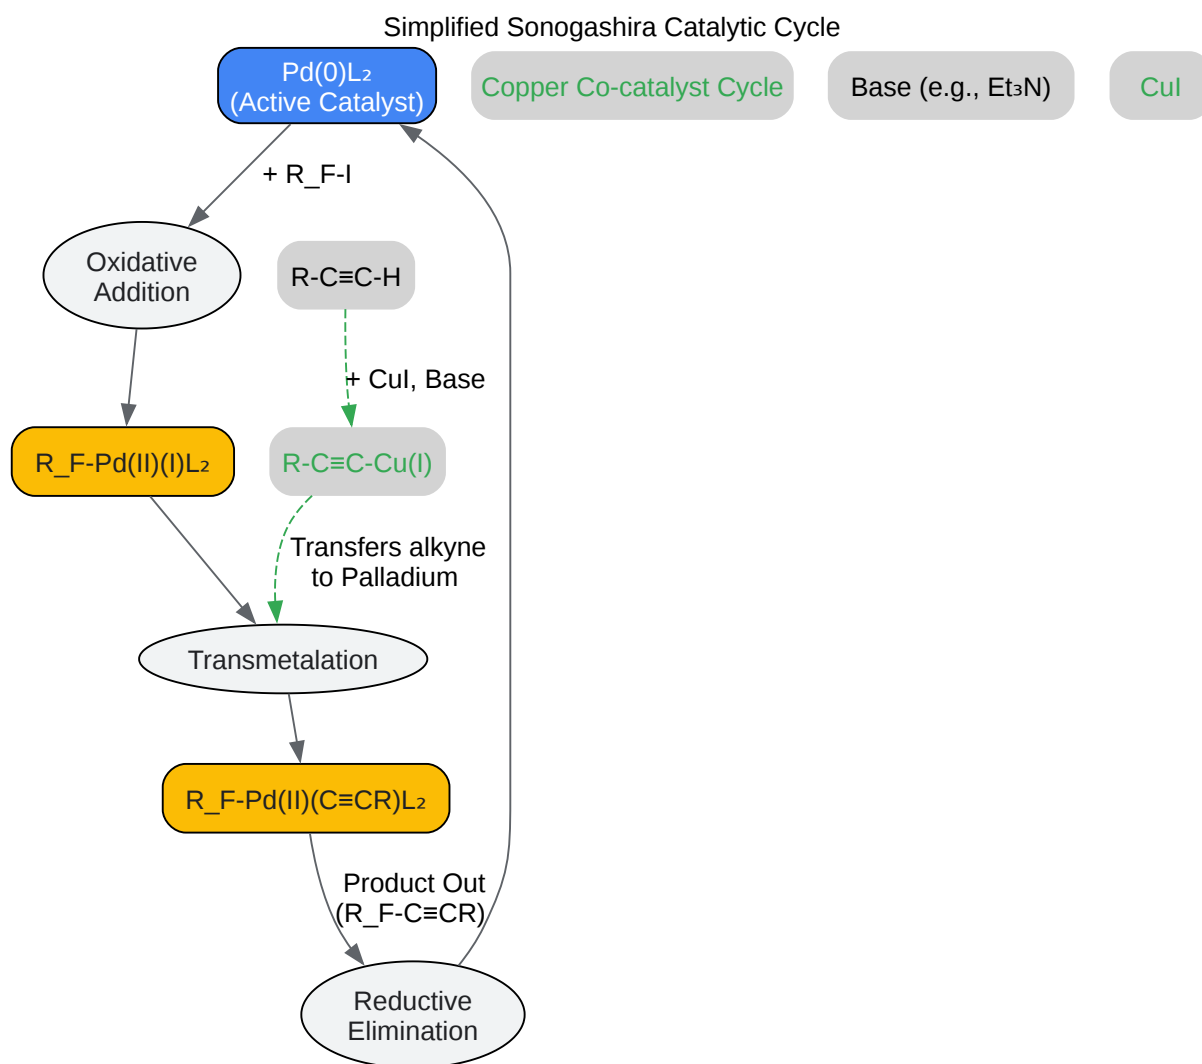 Simplified Sonogashira Catalytic Cycle
Pd(0)L₂
(Active Catalyst)
Copper Co-catalyst Cycle
Base (e.g., Et₃N)
CuI
+ R_F-I
Oxidative
Addition
R-C≡C-H
+ CuI, Base
R_F-Pd(II)(I)L₂
R-C≡C-Cu(I)
Transfers alkyne
to Palladium
Transmetalation
R_F-Pd(II)(C≡CR)L₂
Product Out
(R_F-C≡CR)
Reductive
Elimination